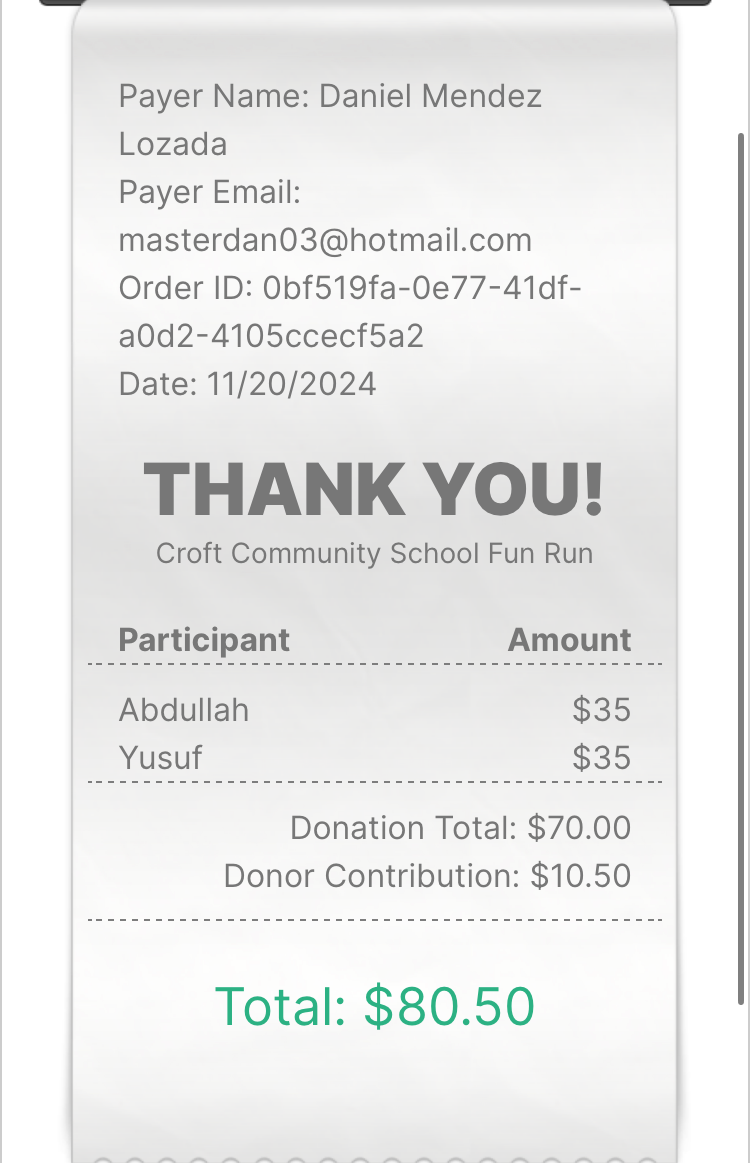 Payer Name: Daniel Mendez
Lozada
Payer Email:
masterdan03@hotmail.com
Order ID: 0bf519fa-0e77-41df-
a0d2-4105ccecf5a2
Date: 11/20/2024
THANK YOU!
Croft Community School Fun Run
Participant Amount
Abdullah $35
Yusuf $35
Donation Total: $70.00
Donor Contribution: $10.50
Total: $80.50